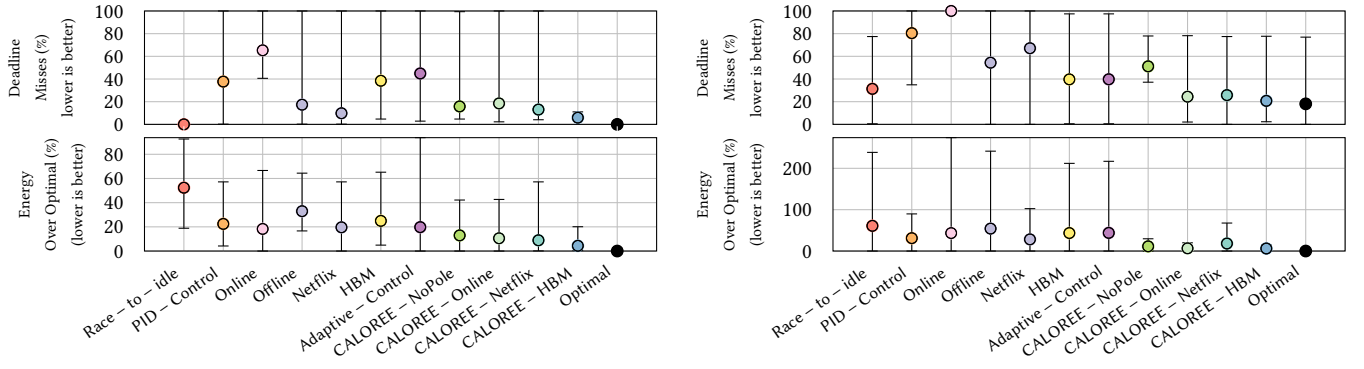 Deadline
Misses (%)
lower is better)
100
80
60
40
20
0
Energy
Over Optimal (%)
(lower is better)
80
60
40
20
0
Race – to – idle
PID – Control
Online
Offline
Netflix
HBM
Adaptive – Control
CALOREE – NoPole
CALOREE – Online
CALOREE – Netflix
CALOREE – HBM
Optimal
Deadline
Misses (%)
lower is better)
100
80
60
40
20
0
Energy
Over Optimal (%)
(lower is better)
200
100
0
Race – to – idle
PID – Control
Online
Offline
Netflix
HBM
Adaptive – Control
CALOREE – NoPole
CALOREE – Online
CALOREE – Netflix
CALOREE – HBM
Optimal